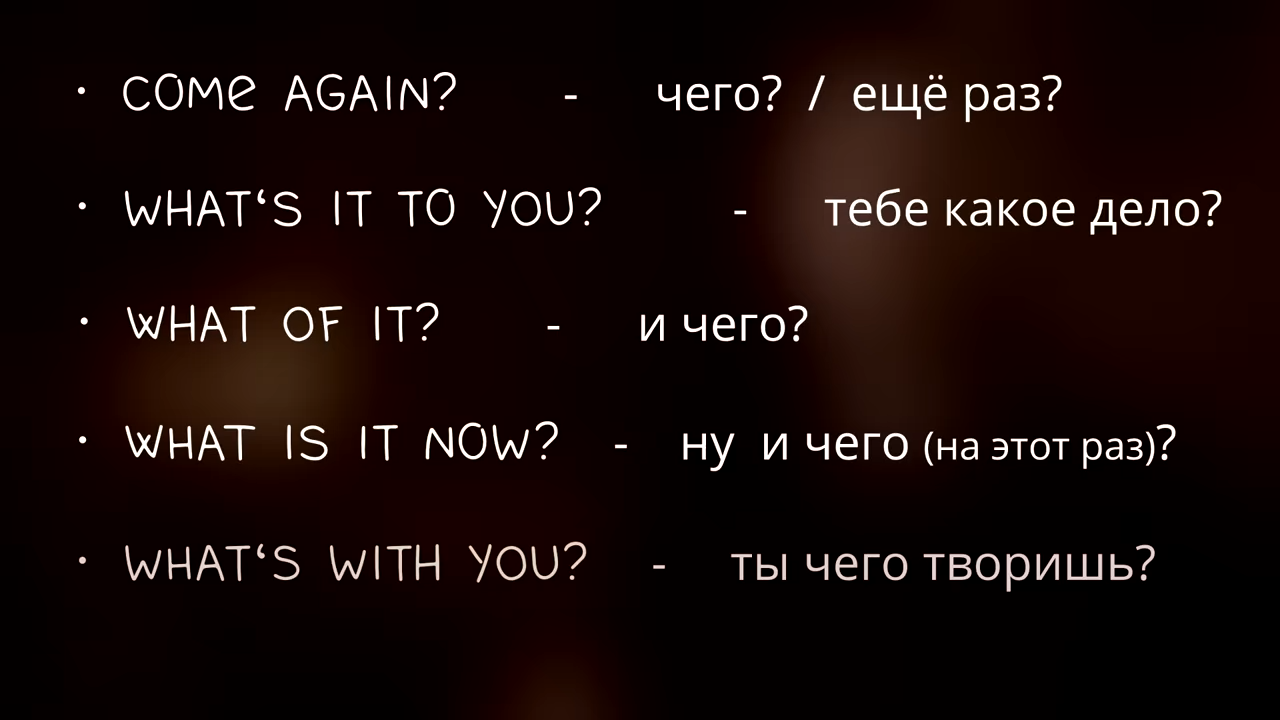 • COME AGAIN? - чего? / ещё раз?
• WHAT‘S IT TO YOU? - тебе какое дело?
• WHAT OF IT? - и чего?
• WHAT IS IT NOW? - ну и чего (на этот раз)?
• WHAT‘S WITH YOU? - ты чего творишь?